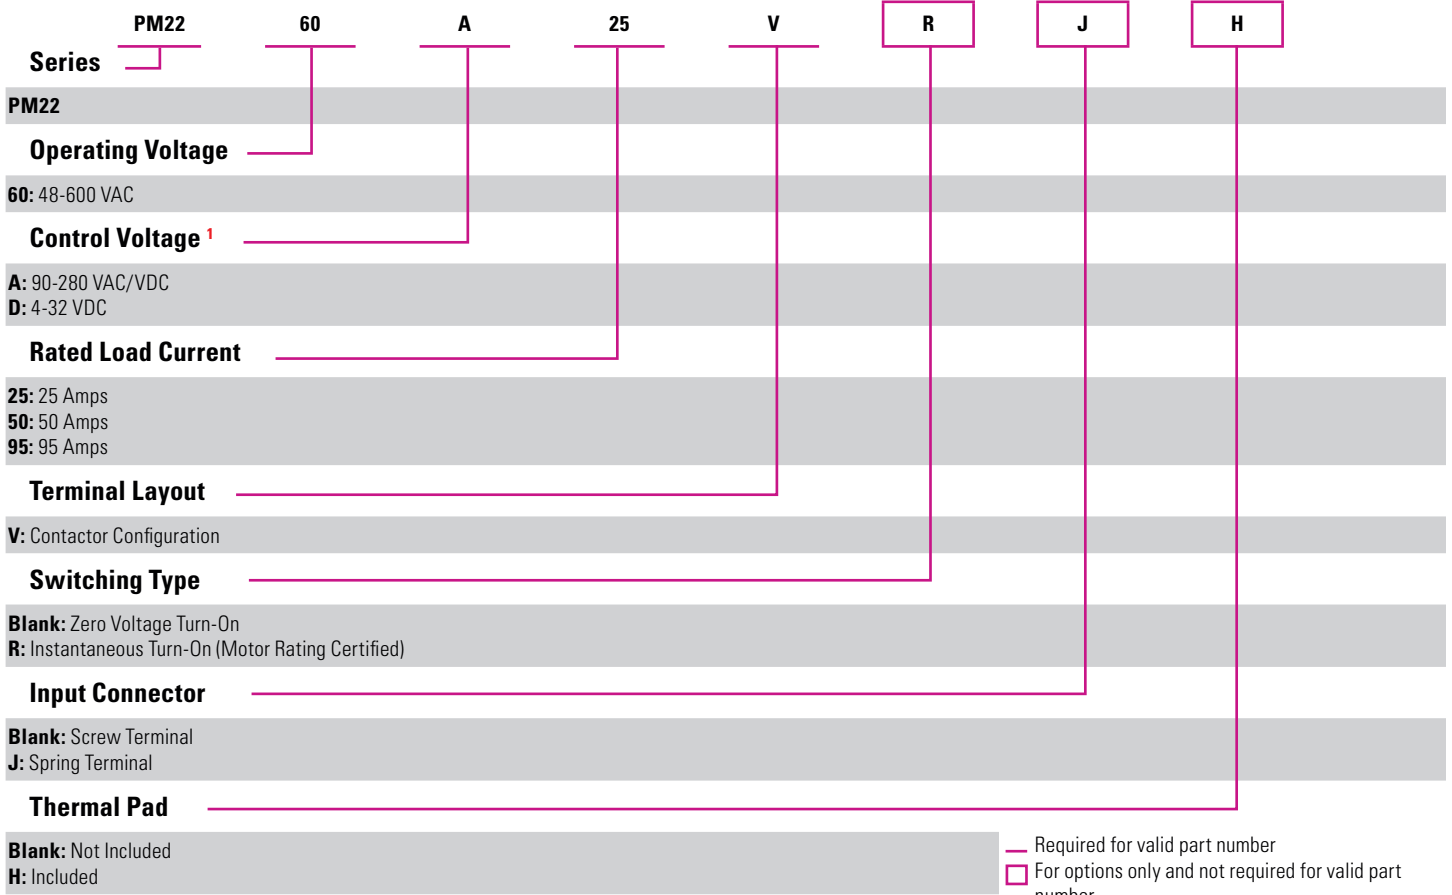 PM22 60 A 25 V R J H
Series
PM22
Operating Voltage
60: 48-600 VAC
Control Voltage 1
A: 90-280 VAC/VDC
D: 4-32 VDC
Rated Load Current
25: 25 Amps
50: 50 Amps
95: 95 Amps
Terminal Layout
V: Contactor Configuration
Switching Type
Blank: Zero Voltage Turn-On
R: Instantaneous Turn-On (Motor Rating Certified)
Input Connector
Blank: Screw Terminal
J: Spring Terminal
Thermal Pad
Blank: Not Included
H: Included
Required for valid part number
For options only and not required for valid part
number